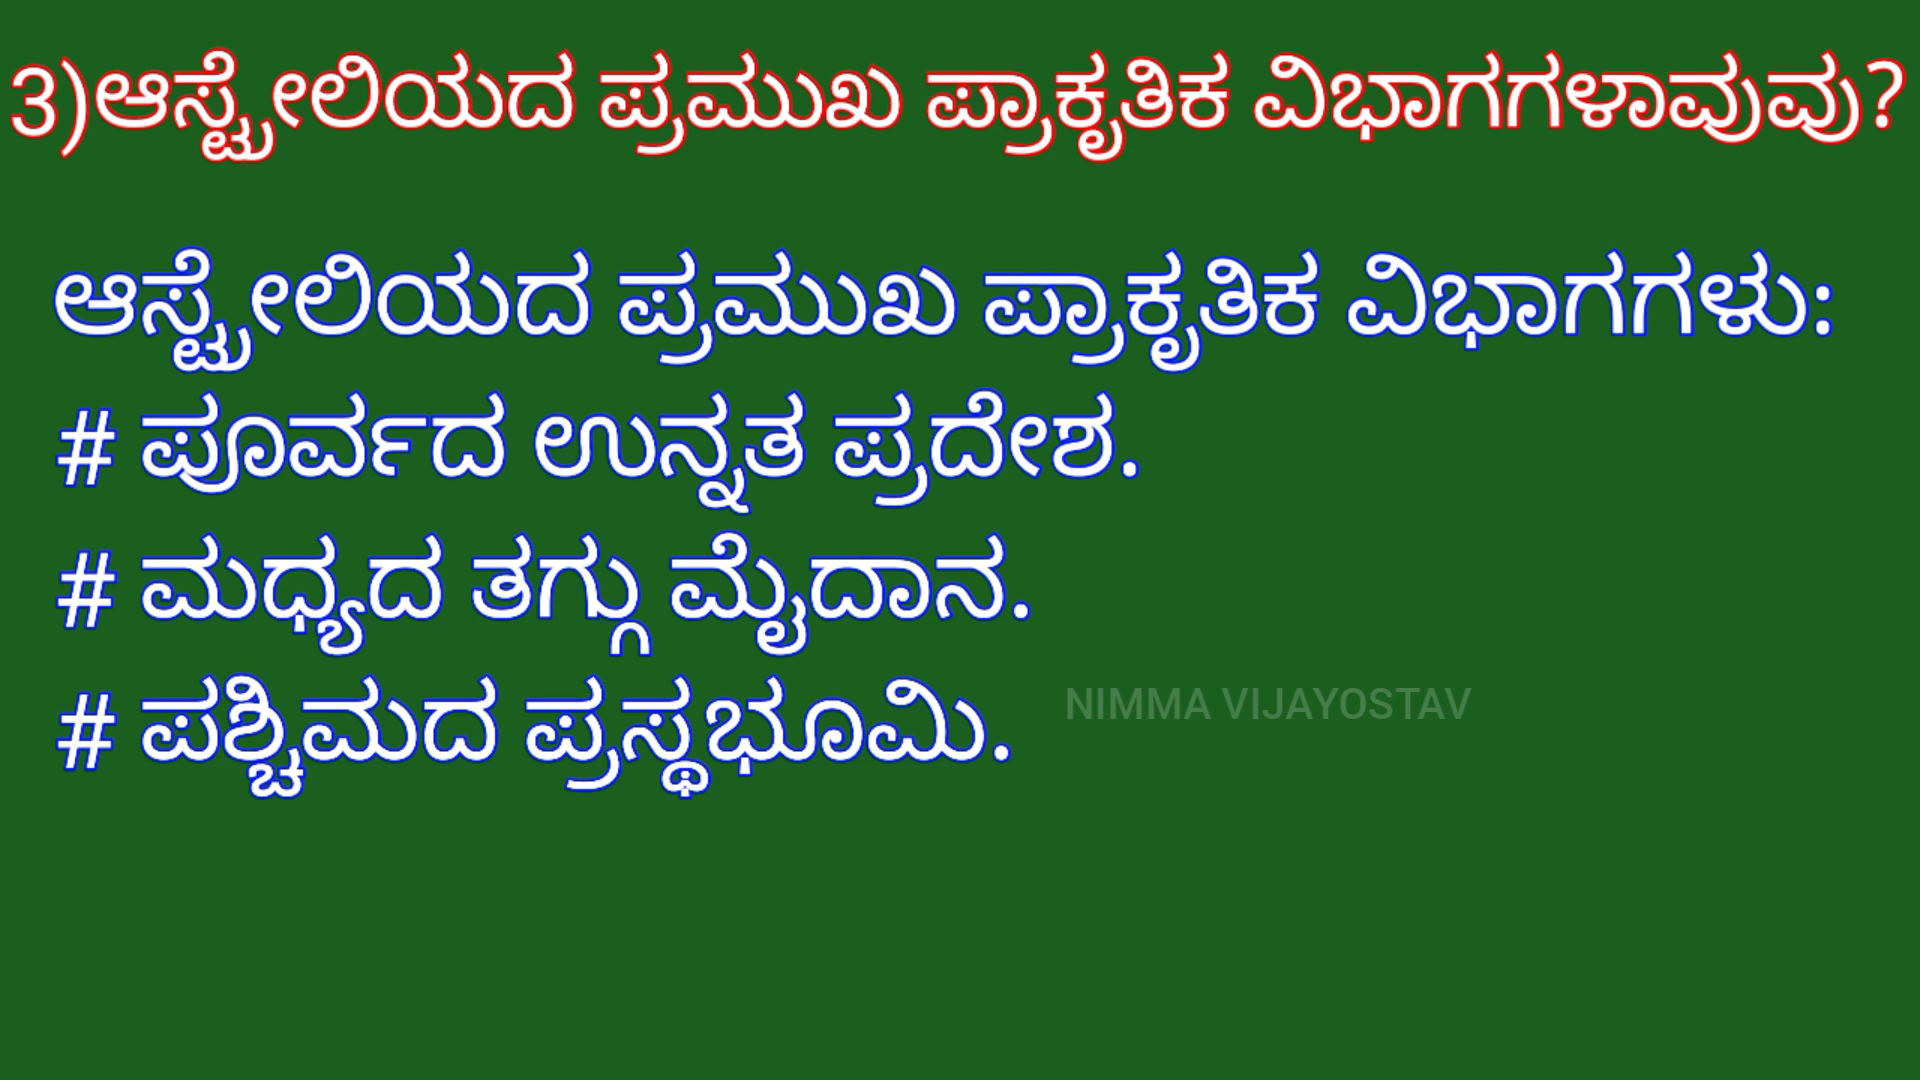 3)ಆಸ್ಟ್ರೇಲಿಯದ ಪ್ರಮುಖ ಪ್ರಾಕೃತಿಕ ವಿಭಾಗಗಳಾವುವು?
ಆಸ್ಟ್ರೇಲಿಯದ ಪ್ರಮುಖ ಪ್ರಾಕೃತಿಕ ವಿಭಾಗಗಳು:
# ಪೂರ್ವದ ಉನ್ನತ ಪ್ರದೇಶ.
# ಮಧ್ಯದ ತಗ್ಗು ಮೈದಾನ.
# ಪಶ್ಚಿಮದ ಪ್ರಸ್ಥಭೂಮಿ.
NIMMA VIJAYOSTAV